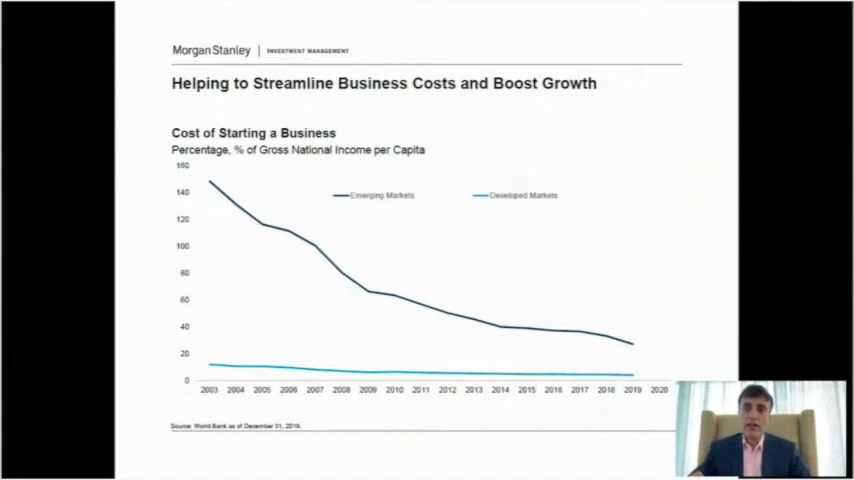 Morgan Stanley | INVESTMENT MANAGEMENT
Helping to Streamline Business Costs and Boost Growth
Cost of Starting a Business
Percentage, % of Gross National Income per Capita
160
140
120
100
80
60
40
20
0
Emerging Markets Developed Markets
2003 2004 2005 2006 2007 2008 2009 2010 2011 2012 2013 2014 2015 2016 2017 2018 2019 2020
Source: World Bank as of December 31, 2019.